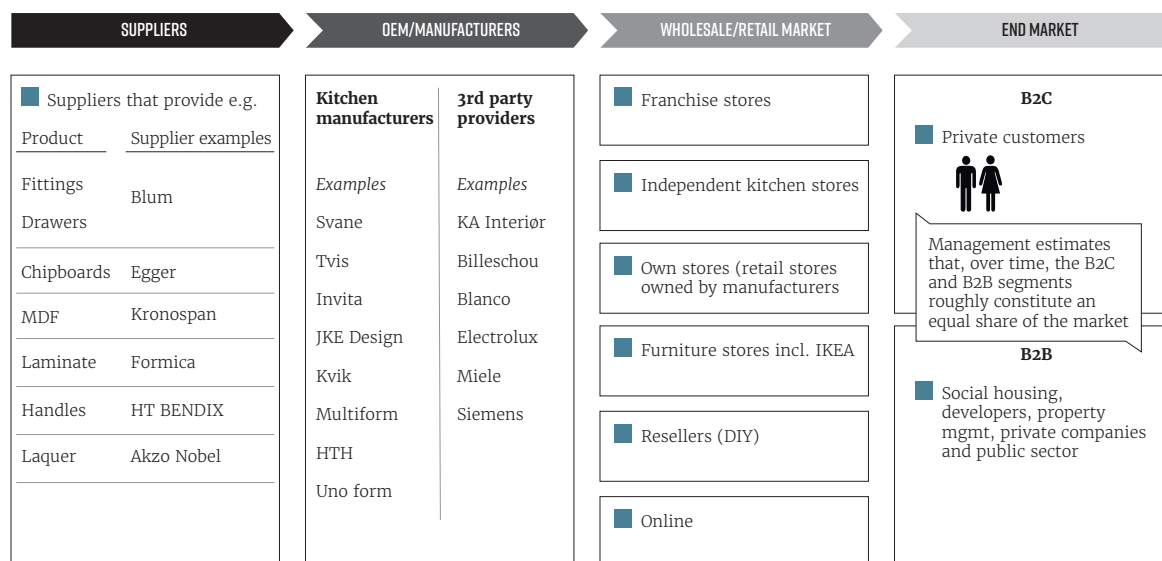 SUPPLIERS
OEM/MANUFACTURERS
WHOLESALE/RETAIL MARKET
END MARKET
Suppliers that provide e.g.
Product
Supplier examples
Fittings
Drawers
Blum
Chipboards
Egger
MDF
Kronospan
Laminate
Formica
Handles
HT BENDIX
Laquer
Akzo Nobel
Kitchen
manufacturers
Examples
Svane
Tvis
Invita
JKE Design
Kvik
Multiform
HTH
Uno form
3rd party
providers
Examples
KA Interiør
Billeschou
Blanco
Electrolux
Miele
Siemens
Franchise stores
Independent kitchen stores
Own stores (retail stores
owned by manufacturers
Furniture stores incl. IKEA
Resellers (DIY)
Online
B2C
Private customers
Management estimates
that, over time, the B2C
and B2B segments
roughly constitute an
equal share of the market
B2B
Social housing,
developers, property
mgmt, private companies
and public sector